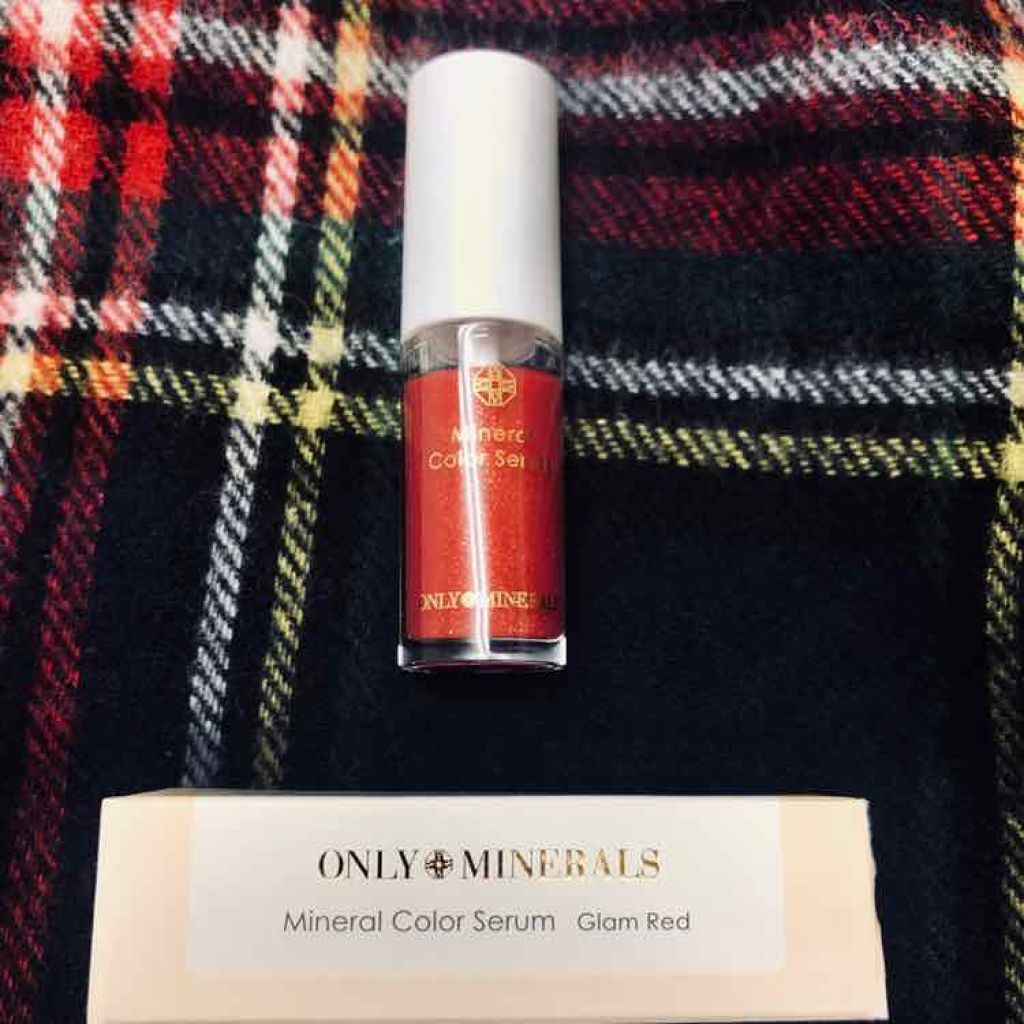 Mineral
Color Serum
ONLY MINERALS
ONLY MINERALS
Mineral Color Serum Glam Red